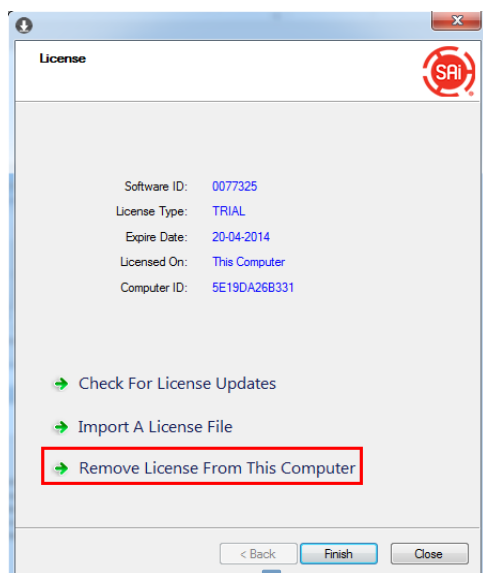 License
SAi
Software ID: 0077325
License Type: TRIAL
Expire Date: 20-04-2014
Licensed On: This Computer
Computer ID: 5E19DA26B331
Check For License Updates
Import A License File
Remove License From This Computer
< Back Finish Close